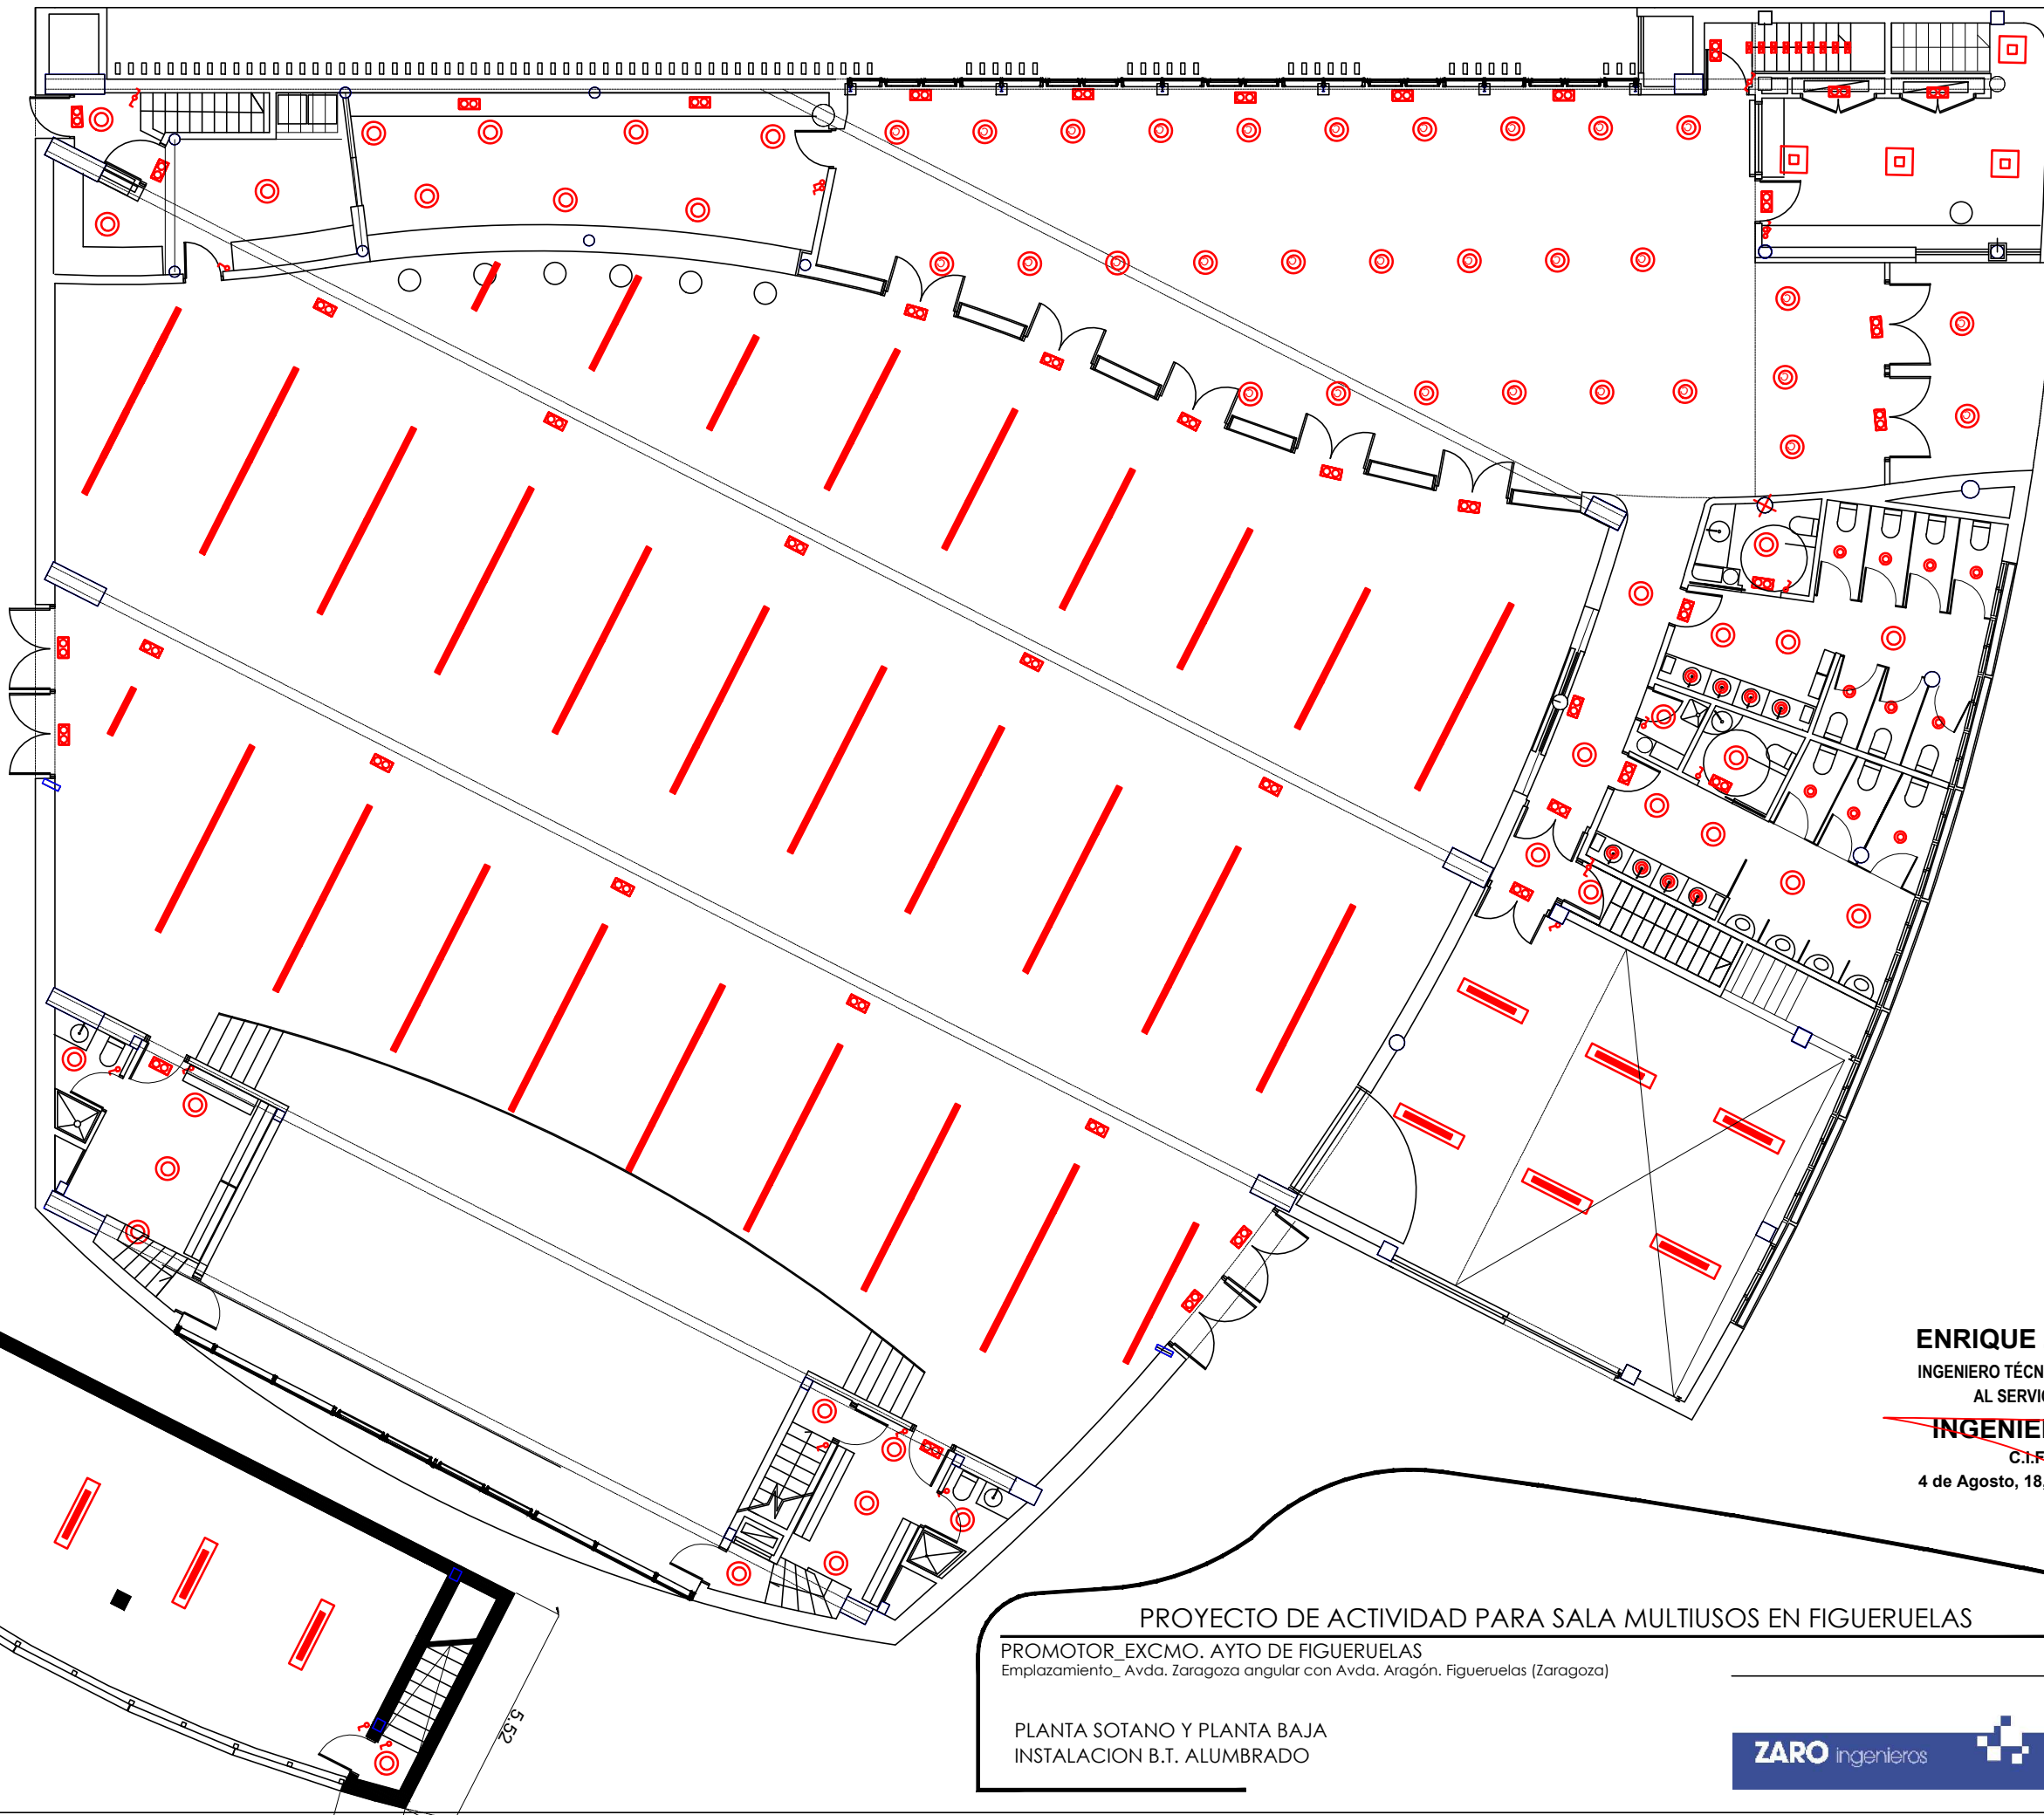 ENRIQUE
INGENIERO TÉCN
AL SERVIC
INGENIE
C.I.F
4 de Agosto, 18,
5.52
PROYECTO DE ACTIVIDAD PARA SALA MULTIUSOS EN FIGUERUELAS
PROMOTOR_EXCMO. AYTO DE FIGUERUELAS
Emplazamiento_ Avda. Zaragoza angular con Avda. Aragón. Figueruelas (Zaragoza)
PLANTA SOTANO Y PLANTA BAJA
INSTALACION B.T. ALUMBRADO
ZARO ingenieros